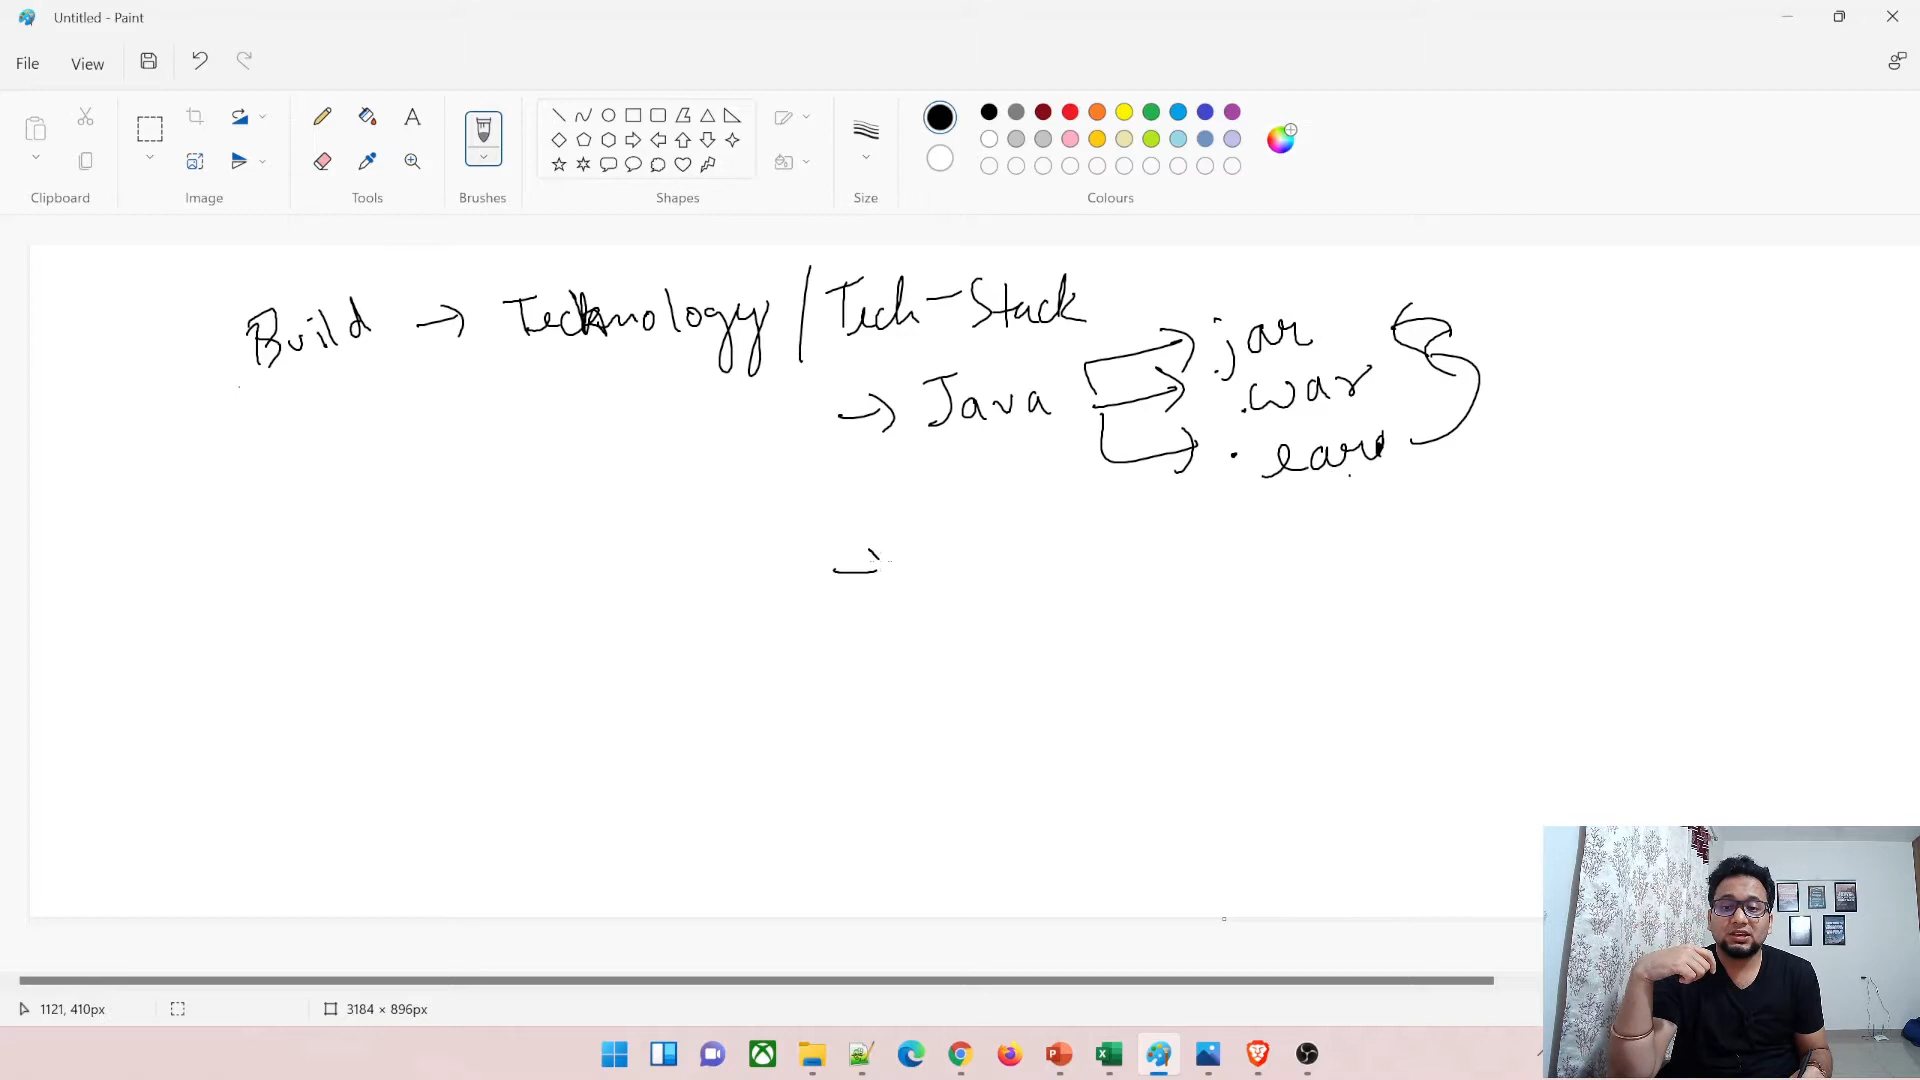 Untitled - Paint
File View
Clipboard Image Tools Brushes Shapes Size Colours
Build → Technology / Tech-Stack
→ Java → .jar
→ .war
→ .ear
→
1121, 410px 3184 × 896px